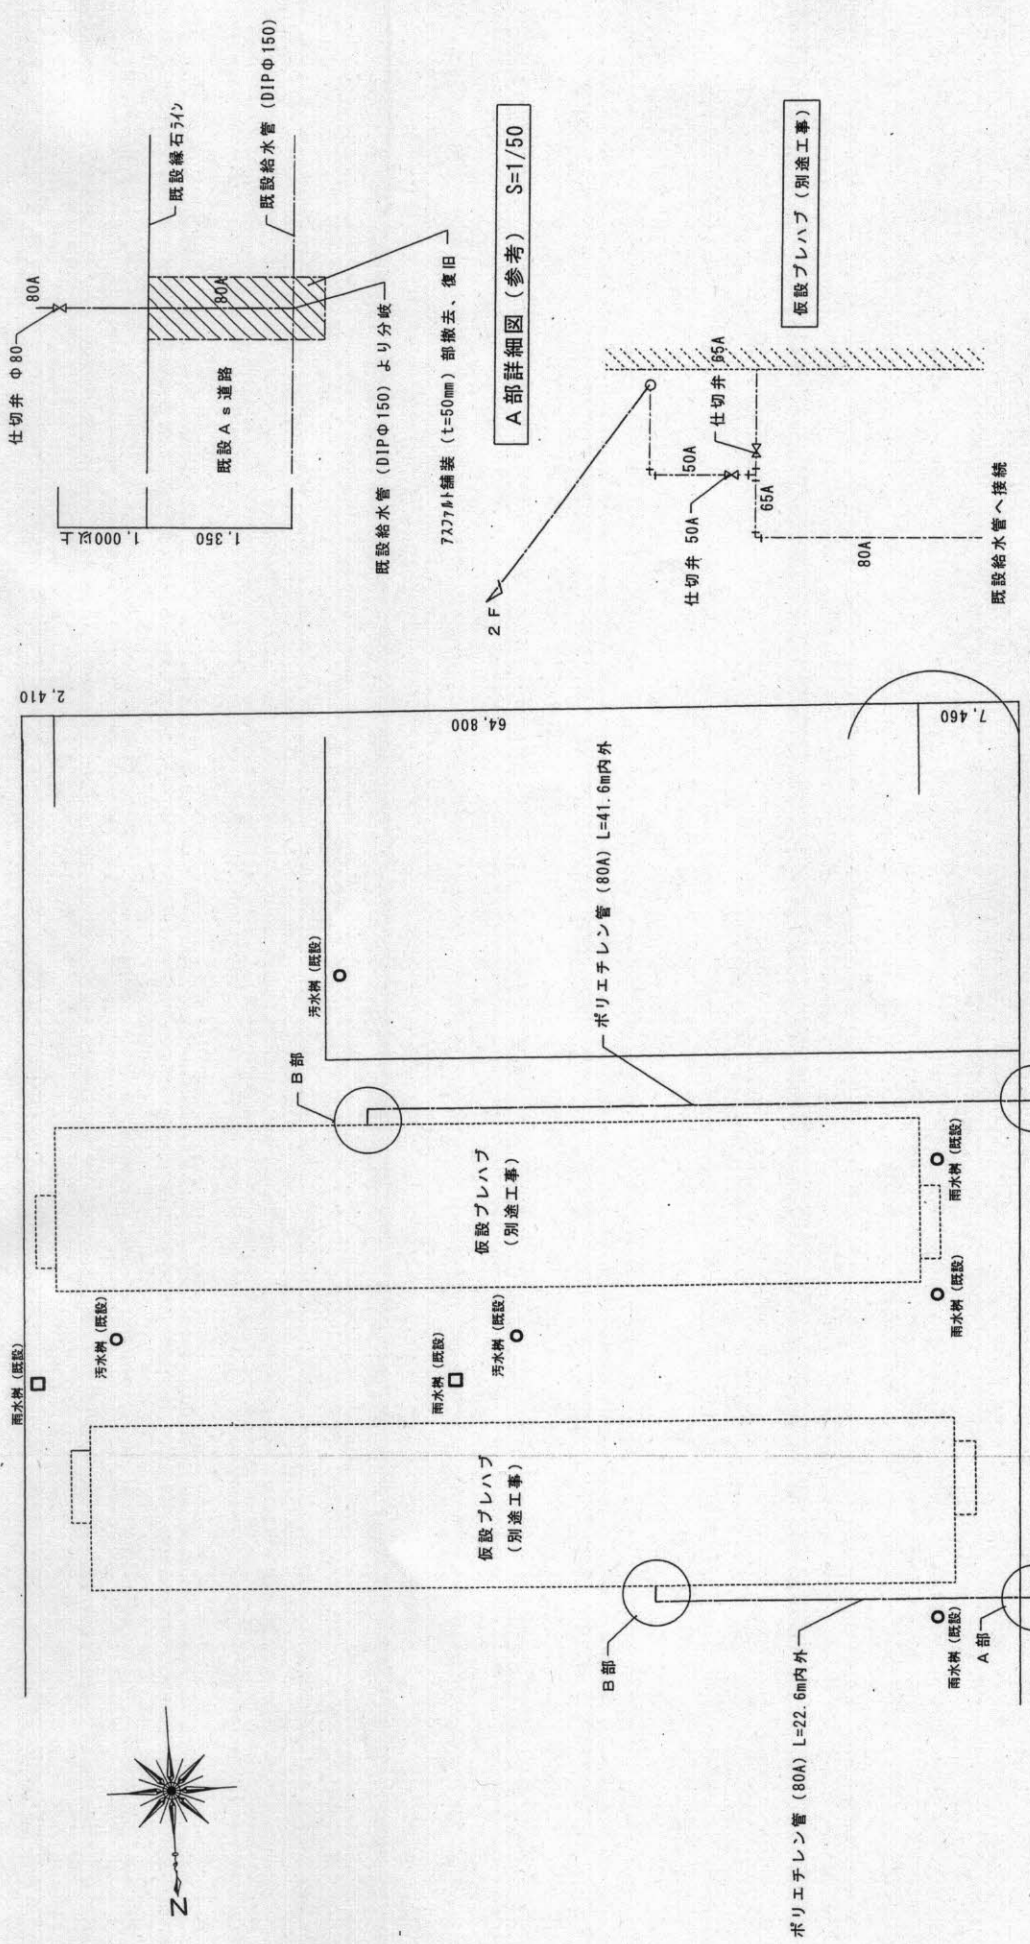 仕切弁 Φ80
80A
既設縁石ライン
80A
既設Ａｓ道路
既設給水管 (DIPΦ150)
1,000以上
1,350
既設給水管 (DIPΦ150) より分岐
アスファルト舗装 (t=50mm) 部撤去、復旧
A部詳細図 (参考) S=1/50
2F
50A
仕切弁 50A
仕切弁 65A
65A
80A
仮設プレハブ (別途工事)
既設給水管へ接続
2,410
64,800
7,460
汚水桝 (既設)
B部
ポリエチレン管 (80A) L=41.6m内外
仮設プレハブ
(別途工事)
雨水桝 (既設)
雨水桝 (既設)
雨水桝 (既設)
汚水桝 (既設)
雨水桝 (既設)
汚水桝 (既設)
仮設プレハブ
(別途工事)
B部
雨水桝 (既設)
A部
ポリエチレン管 (80A) L=22.6m内外
Z